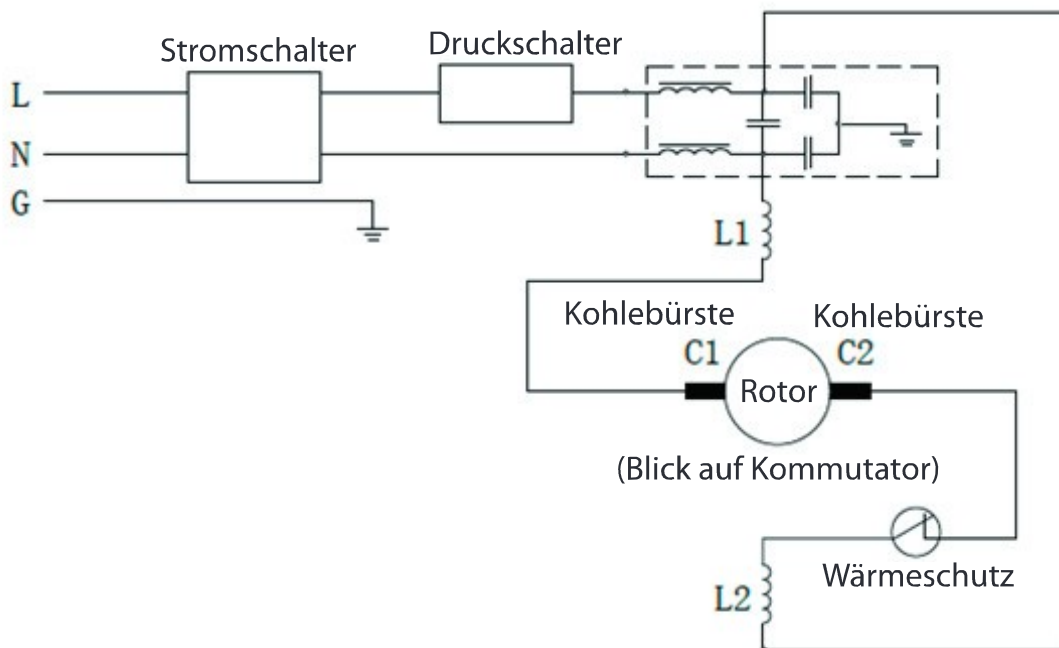 Stromschalter
Druckschalter
L
N
G
L1
Kohlebürste
Kohlebürste
C1
C2
Rotor
(Blick auf Kommutator)
Wärmeschutz
L2